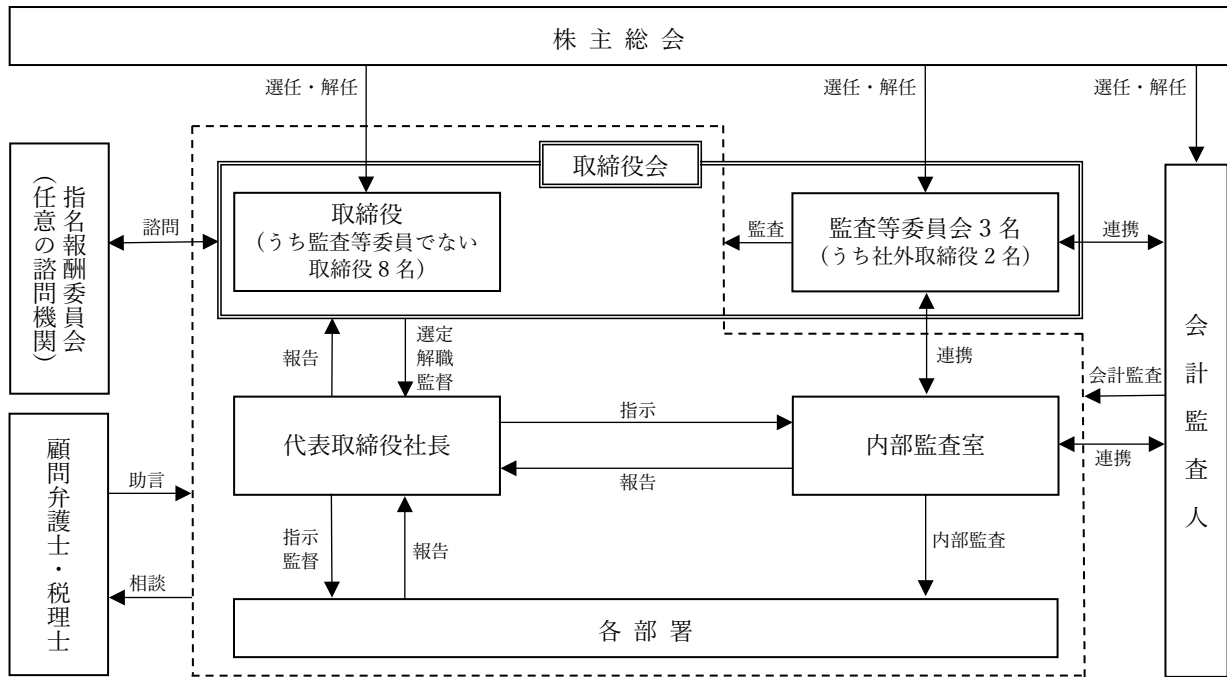 株主総会
選任・解任
選任・解任
選任・解任
取締役会
指名報酬委員会
(任意の諮問機関)
諮問
取締役
(うち監査等委員でない
取締役8名)
監査
監査等委員会3名
(うち社外取締役2名)
連携
会計監査人
報告
選定
解職
監督
連携
会計監査
代表取締役社長
指示
報告
内部監査室
連携
顧問弁護士・税理士
助言
相談
指示
監督
報告
内部監査
各部署